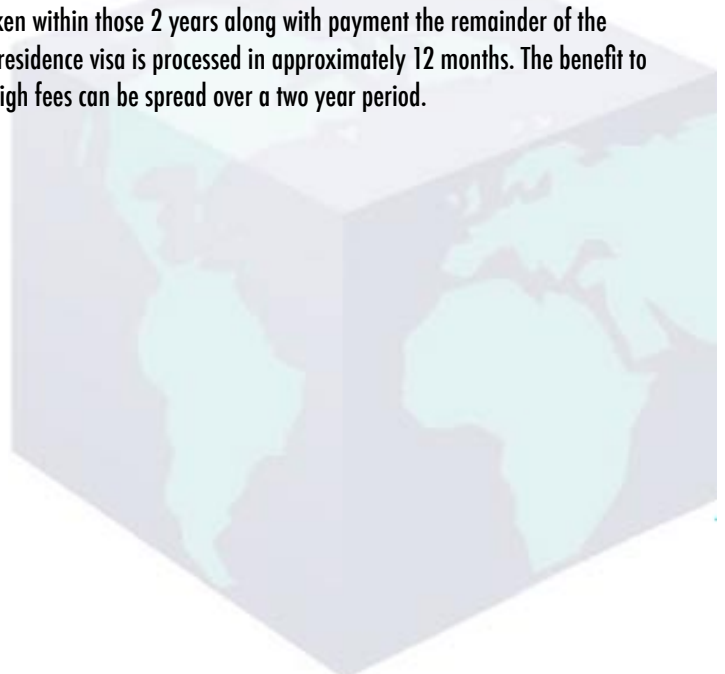 ken within those 2 years along with payment the remainder of the
residence visa is processed in approximately 12 months. The benefit to
igh fees can be spread over a two year period.